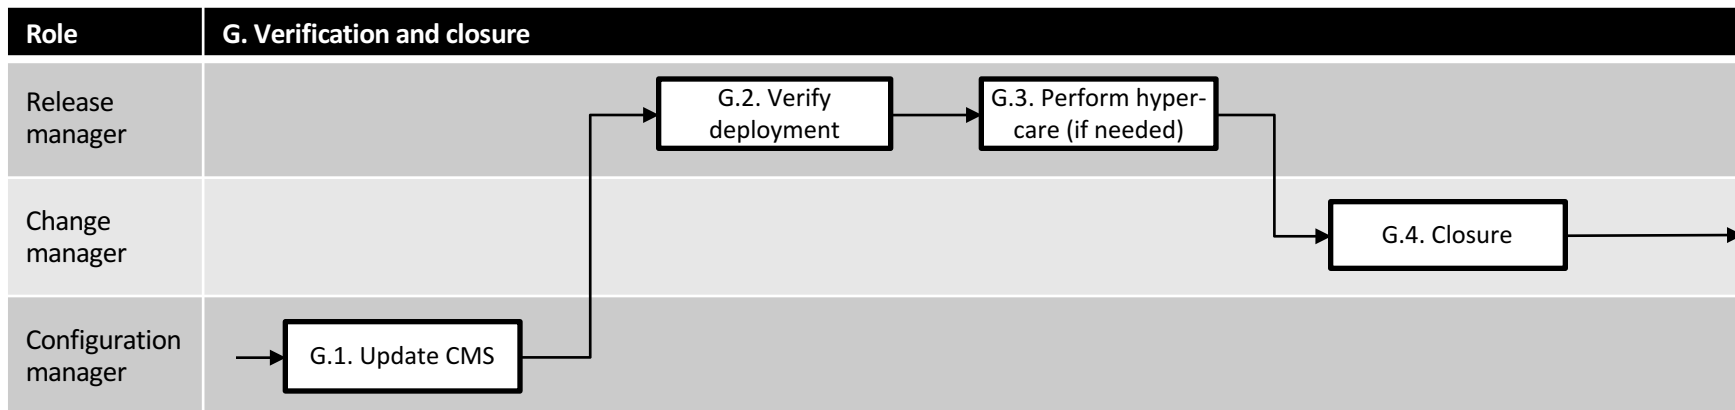 Role
G. Verification and closure
Release
manager
G.2. Verify
deployment
G.3. Perform hyper-
care (if needed)
Change
manager
G.4. Closure
Configuration
manager
G.1. Update CMS